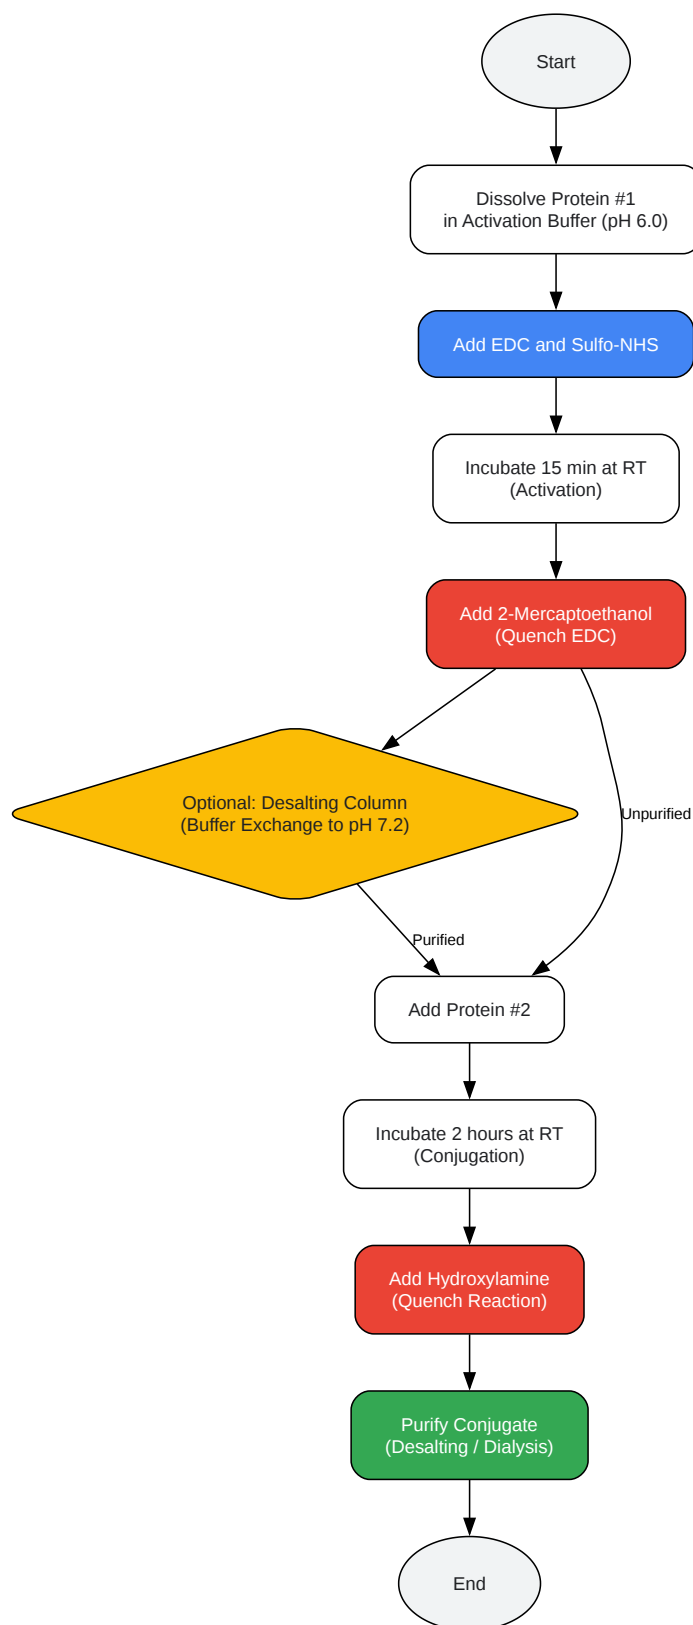 Start
Dissolve Protein #1
in Activation Buffer (pH 6.0)
Add EDC and Sulfo-NHS
Incubate 15 min at RT
(Activation)
Add 2-Mercaptoethanol
(Quench EDC)
Optional: Desalting Column
(Buffer Exchange to pH 7.2)
Unpurified
Purified
Add Protein #2
Incubate 2 hours at RT
(Conjugation)
Add Hydroxylamine
(Quench Reaction)
Purify Conjugate
(Desalting / Dialysis)
End